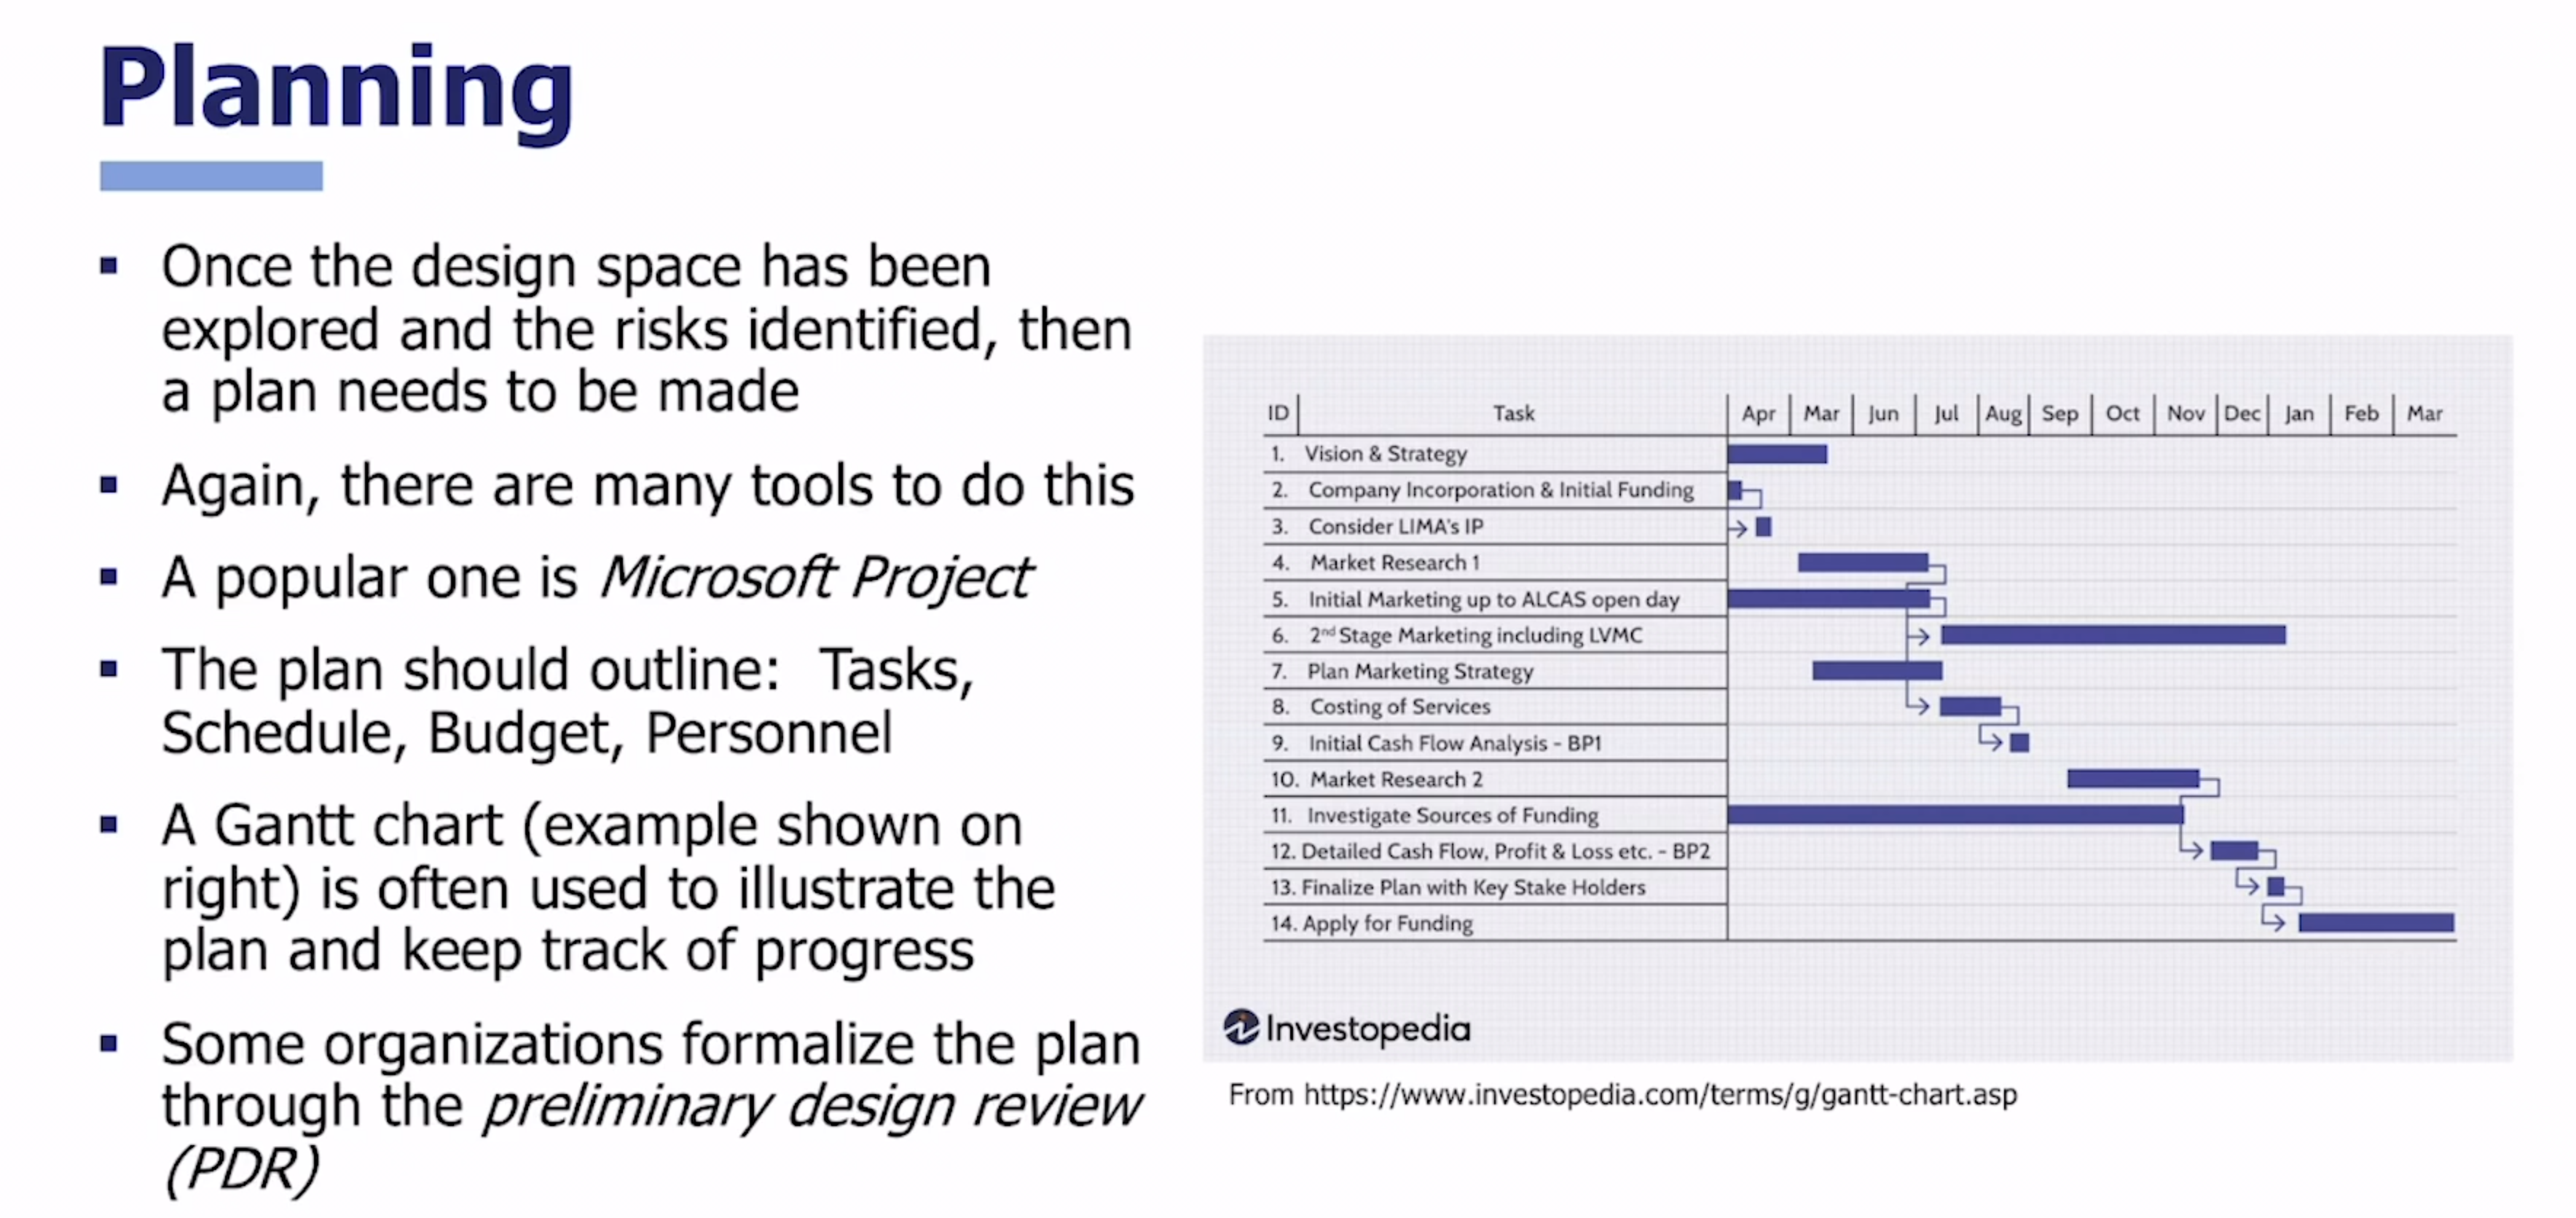 Planning
▪ Once the design space has been
explored and the risks identified, then
a plan needs to be made
▪ Again, there are many tools to do this
▪ A popular one is Microsoft Project
▪ The plan should outline:  Tasks,
Schedule, Budget, Personnel
▪ A Gantt chart (example shown on
right) is often used to illustrate the
plan and keep track of progress
▪ Some organizations formalize the plan
through the preliminary design review
(PDR)
ID Task Apr Mar Jun Jul Aug Sep Oct Nov Dec Jan Feb Mar
1. Vision & Strategy
2. Company Incorporation & Initial Funding
3. Consider LIMA's IP
4. Market Research 1
5. Initial Marketing up to ALCAS open day
6. 2nd Stage Marketing including LVMC
7. Plan Marketing Strategy
8. Costing of Services
9. Initial Cash Flow Analysis - BP1
10. Market Research 2
11. Investigate Sources of Funding
12. Detailed Cash Flow, Profit & Loss etc. - BP2
13. Finalize Plan with Key Stake Holders
14. Apply for Funding
Investopedia
From https://www.investopedia.com/terms/g/gantt-chart.asp